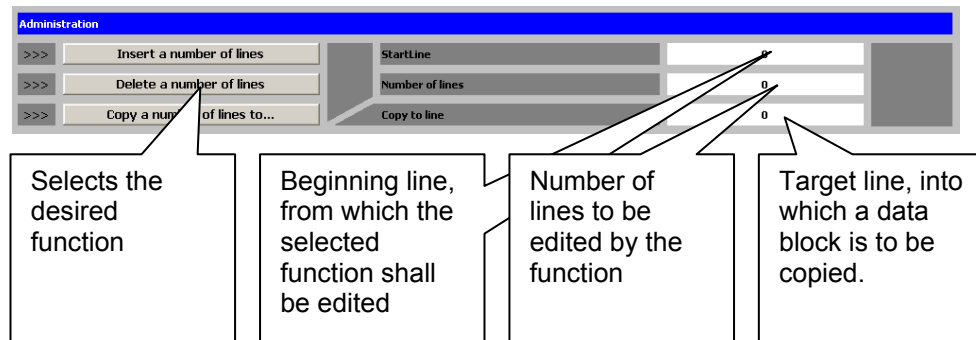 Administration
>>> Insert a number of lines StartLine 0
>>> Delete a number of lines Number of lines 0
>>> Copy a number of lines to... Copy to line 0
Selects the
desired
function
Beginning line,
from which the
selected
function shall
be edited
Number of
lines to be
edited by the
function
Target line, into
which a data
block is to be
copied.